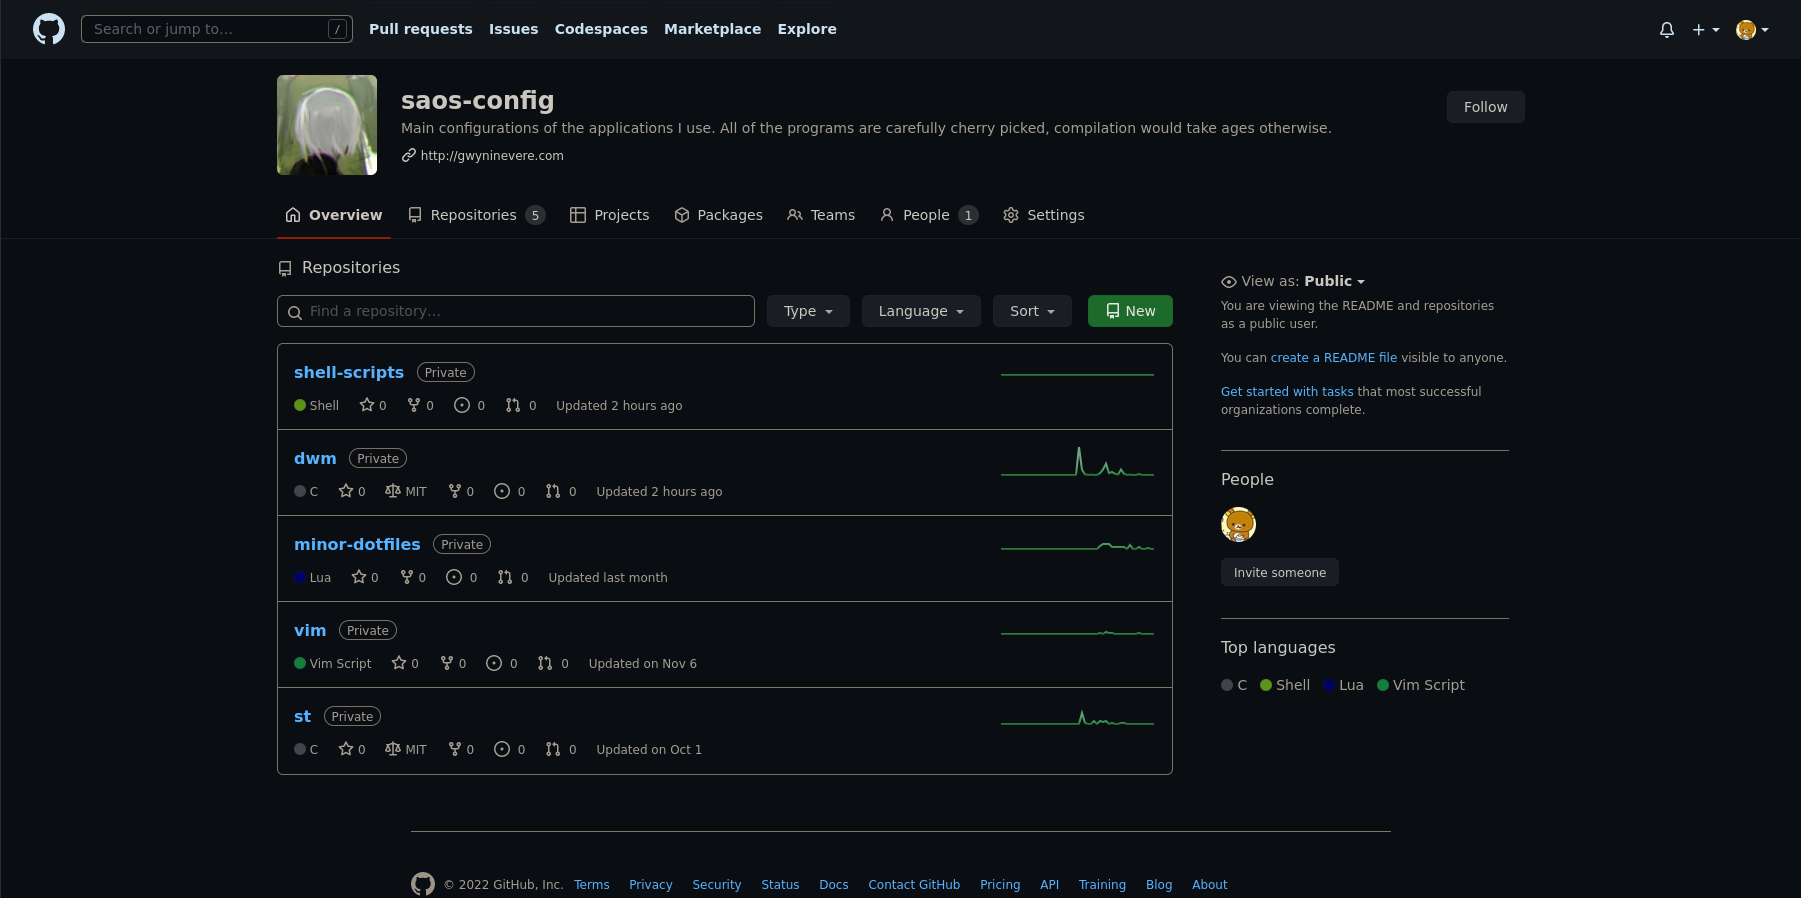 Search or jump to… / Pull requests Issues Codespaces Marketplace Explore
saos-config
Follow
Main configurations of the applications I use. All of the programs are carefully cherry picked, compilation would take ages otherwise.
http://gwyninevere.com
Overview Repositories 5 Projects Packages Teams People 1 Settings
Repositories
Find a repository… Type Language Sort New
shell-scripts Private
Shell 0 0 0 0 Updated 2 hours ago
dwm Private
C 0 MIT 0 0 0 Updated 2 hours ago
minor-dotfiles Private
Lua 0 0 0 0 Updated last month
vim Private
Vim Script 0 0 0 0 Updated on Nov 6
st Private
C 0 MIT 0 0 0 Updated on Oct 1
View as: Public
You are viewing the README and repositories
as a public user.
You can create a README file visible to anyone.
Get started with tasks that most successful
organizations complete.
People
Invite someone
Top languages
C Shell Lua Vim Script
© 2022 GitHub, Inc. Terms Privacy Security Status Docs Contact GitHub Pricing API Training Blog About